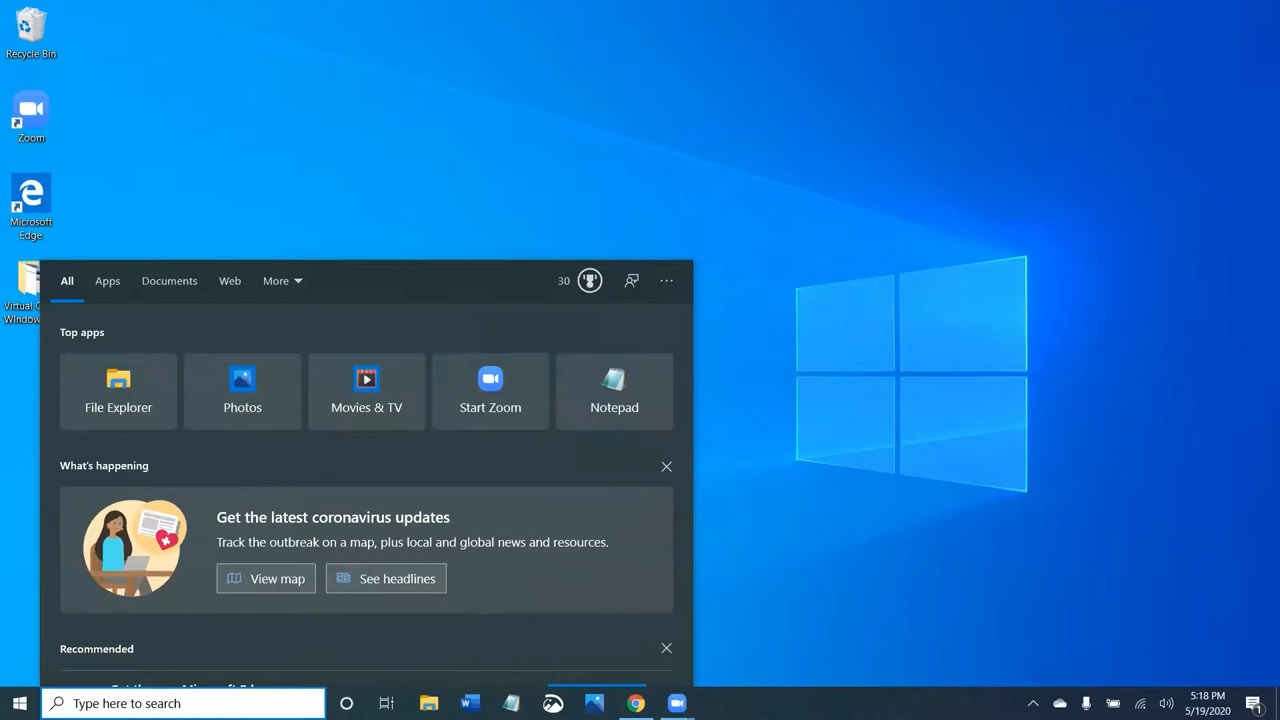 Recycle Bin
Zoom
Microsoft
Edge
Virtual
Window
All
Apps
Documents
Web
More
30
Top apps
File Explorer
Photos
Movies & TV
Start Zoom
Notepad
What's happening
Get the latest coronavirus updates
Track the outbreak on a map, plus local and global news and resources.
View map
See headlines
Recommended
Type here to search
5:18 PM
5/19/2020
1